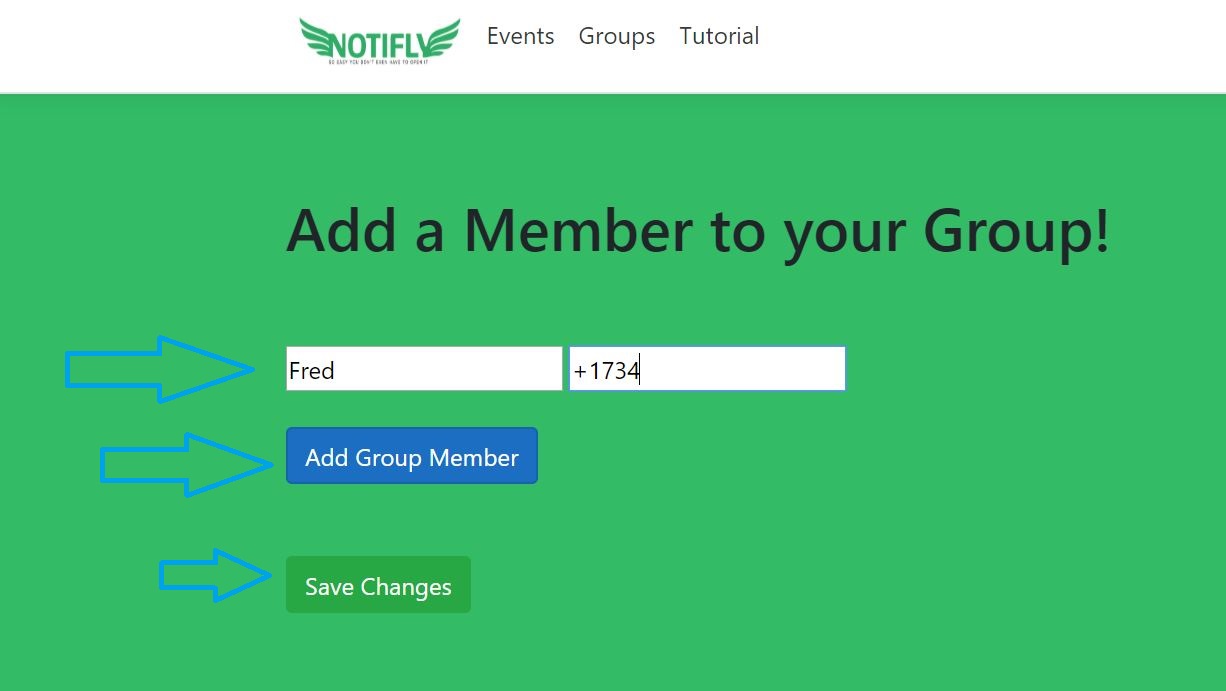 NOTIFLY
SO EASY YOU DON'T EVEN HAVE TO OPEN IT
Events Groups Tutorial
Add a Member to your Group!
Fred +1734
Add Group Member
Save Changes